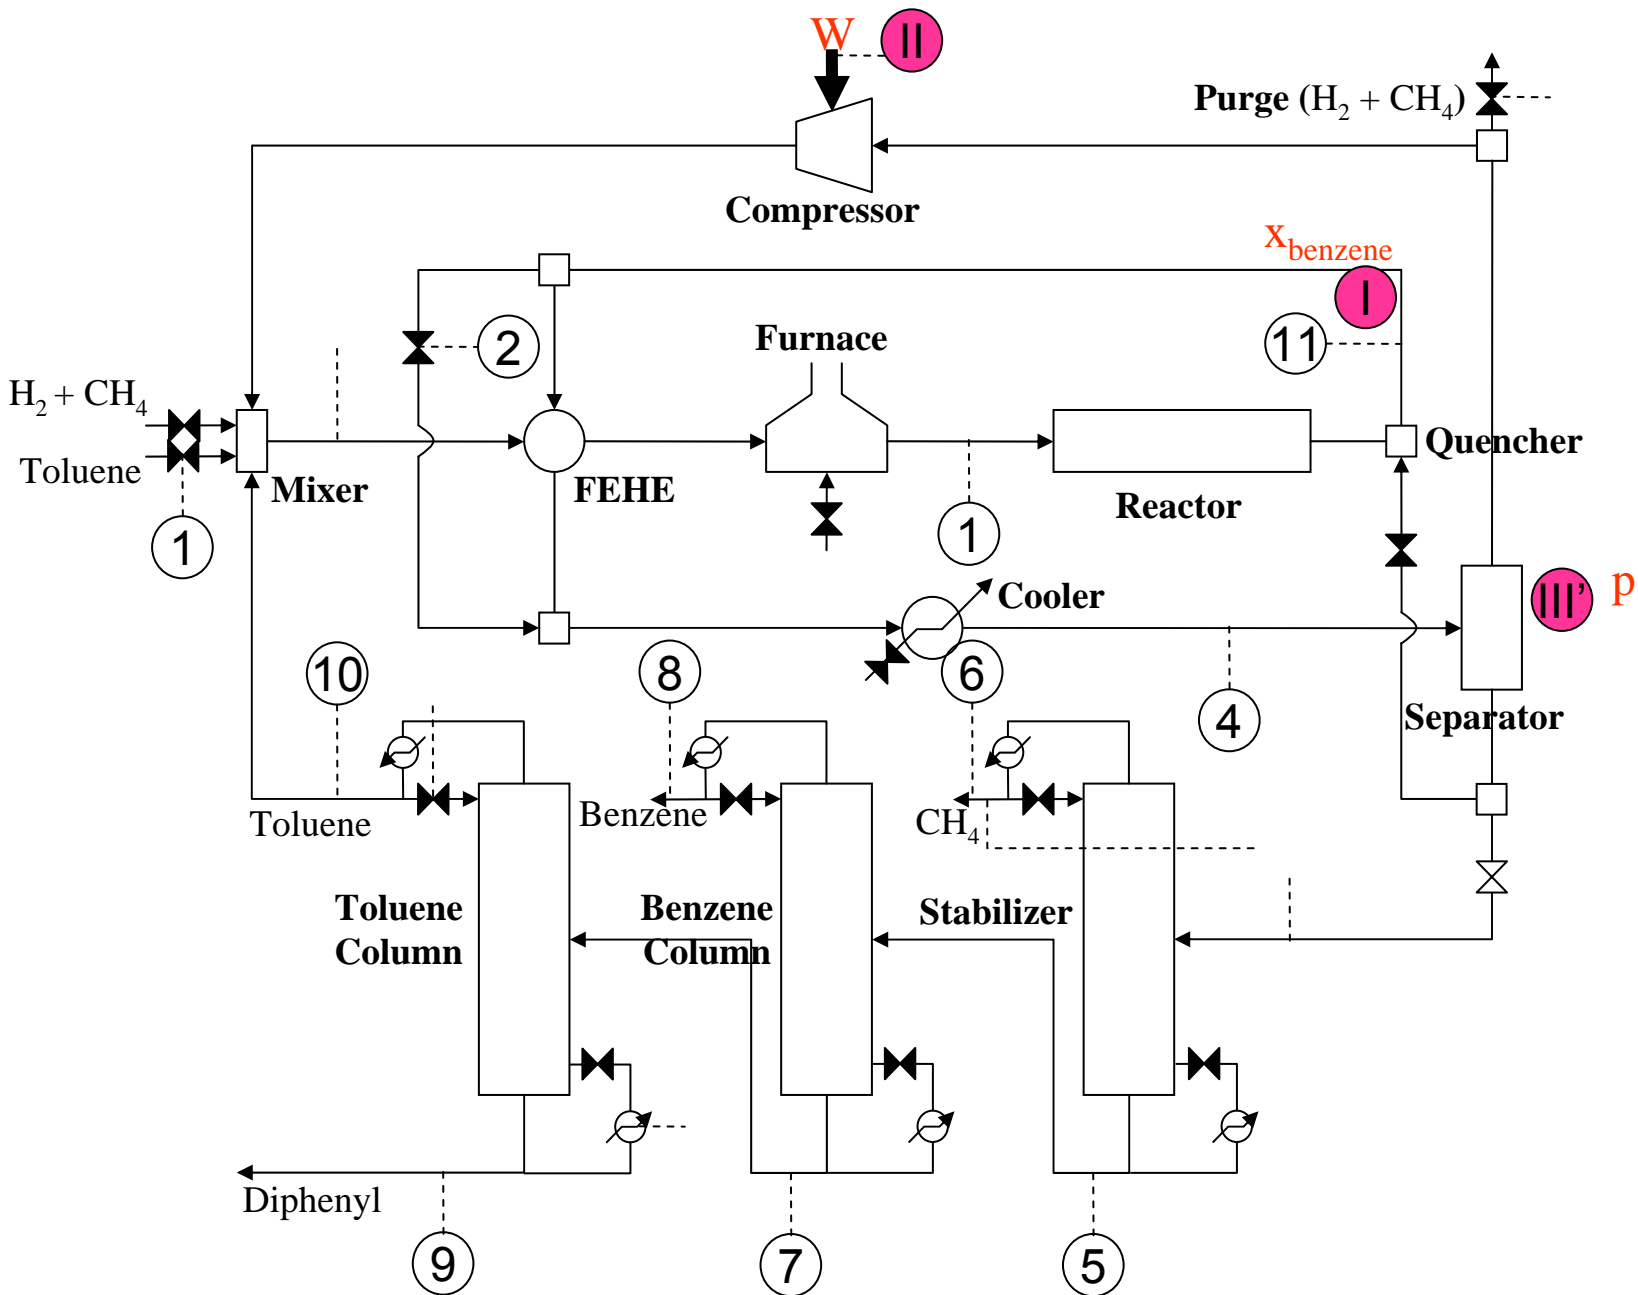 W
II
Purge (H2 + CH4)
Compressor
xbenzene
I
2
Furnace
11
H2 + CH4
Toluene
Mixer
FEHE
Reactor
Quencher
1
1
Cooler
III’
p
10
8
6
4
Separator
Toluene
Benzene
CH4
Toluene
Column
Benzene
Column
Stabilizer
Diphenyl
9
7
5